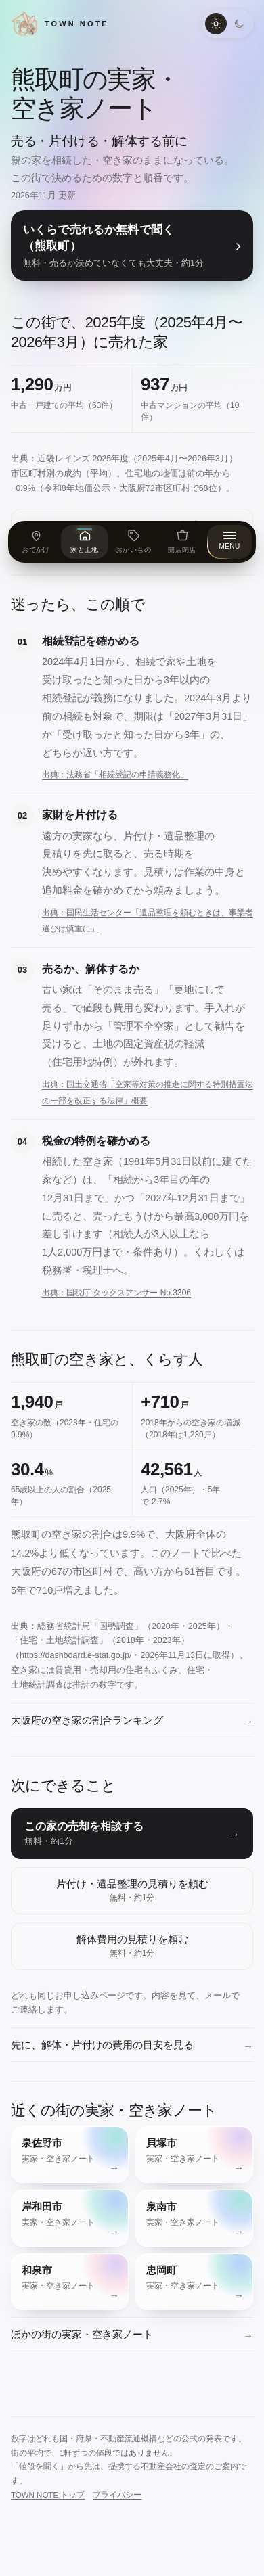 TOWN NOTE
熊取町の実家・
空き家ノート
売る・片付ける・解体する前に
親の家を相続した・空き家のままになっている。
この街で決めるための数字と順番です。
2026年11月 更新
いくらで売れるか無料で聞く
（熊取町）
無料・売るか決めていなくても大丈夫・約1分
›
この街で、2025年度（2025年4月〜
2026年3月）に売れた家
1,290万円
中古一戸建ての平均（63件）
937万円
中古マンションの平均（10
件）
出典：近畿レインズ 2025年度（2025年4月〜2026年3月）
市区町村別の成約（平均）。住宅地の地価は前の年から
−0.9%（令和8年地価公示・大阪府72市区町村で68位）。
おでかけ
家と土地
おかいもの
開店閉店
MENU
迷ったら、この順で
01
相続登記を確かめる
2024年4月1日から、相続で家や土地を
受け取ったと知った日から3年以内の
相続登記が義務になりました。2024年3月より
前の相続も対象で、期限は「2027年3月31日」
か「受け取ったと知った日から3年」の、
どちらか遅い方です。
出典：法務省「相続登記の申請義務化」
02
家財を片付ける
遠方の実家なら、片付け・遺品整理の
見積りを先に取ると、売る時期を
決めやすくなります。見積りは作業の中身と
追加料金を確かめてから頼みましょう。
出典：国民生活センター「遺品整理を頼むときは、事業者
選びは慎重に」
03
売るか、解体するか
古い家は「そのまま売る」「更地にして
売る」で値段も費用も変わります。手入れが
足りず市から「管理不全空家」として勧告を
受けると、土地の固定資産税の軽減
（住宅用地特例）が外れます。
出典：国土交通省「空家等対策の推進に関する特別措置法
の一部を改正する法律」概要
04
税金の特例を確かめる
相続した空き家（1981年5月31日以前に建てた
家など）は、「相続から3年目の年の
12月31日まで」かつ「2027年12月31日まで」
に売ると、売ったもうけから最高3,000万円を
差し引けます（相続人が3人以上なら
1人2,000万円まで・条件あり）。くわしくは
税務署・税理士へ。
出典：国税庁 タックスアンサー No.3306
熊取町の空き家と、くらす人
1,940戸
空き家の数（2023年・住宅の
9.9%）
+710戸
2018年からの空き家の増減
（2018年は1,230戸）
30.4%
65歳以上の人の割合（2025
年）
42,561人
人口（2025年）・5年
で-2.7%
熊取町の空き家の割合は9.9%で、大阪府全体の
14.2%より低くなっています。このノートで比べた
大阪府の67の市区町村で、高い方から61番目です。
5年で710戸増えました。
出典：総務省統計局「国勢調査」（2020年・2025年）・
「住宅・土地統計調査」（2018年・2023年）
（https://dashboard.e-stat.go.jp/・2026年11月13日に取得）。
空き家には賃貸用・売却用の住宅もふくみ、住宅・
土地統計調査は推計の数字です。
大阪府の空き家の割合ランキング →
次にできること
この家の売却を相談する
無料・約1分 →
片付け・遺品整理の見積りを頼む
無料・約1分
解体費用の見積りを頼む
無料・約1分
どれも同じお申し込みページです。内容を見て、メールで
ご連絡します。
先に、解体・片付けの費用の目安を見る →
近くの街の実家・空き家ノート
泉佐野市
実家・空き家ノート
→
貝塚市
実家・空き家ノート
→
岸和田市
実家・空き家ノート
→
泉南市
実家・空き家ノート
→
和泉市
実家・空き家ノート
→
忠岡町
実家・空き家ノート
→
ほかの街の実家・空き家ノート →
数字はどれも国・府県・不動産流通機構などの公式の発表です。
街の平均で、1軒ずつの値段ではありません。
「値段を聞く」から先は、提携する不動産会社の査定のご案内で
す。
TOWN NOTE トップ プライバシー